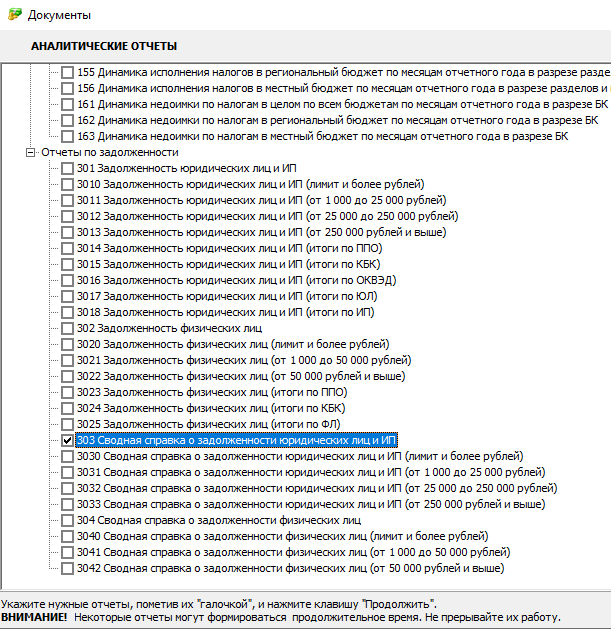 Документы
АНАЛИТИЧЕСКИЕ ОТЧЕТЫ
155 Динамика исполнения налогов в региональный бюджет по месяцам отчетного года в разрезе разде
156 Динамика исполнения налогов в местный бюджет по месяцам отчетного года в разрезе разделов и
161 Динамика недоимки по налогам в целом по всем бюджетам по месяцам отчетного года в разрезе БК
162 Динамика недоимки по налогам в региональный бюджет по месяцам отчетного года в разрезе БК
163 Динамика недоимки по налогам в местный бюджет по месяцам отчетного года в разрезе БК
Отчеты по задолженности
301 Задолженность юридических лиц и ИП
3010 Задолженность юридических лиц и ИП (лимит и более рублей)
3011 Задолженность юридических лиц и ИП (от 1 000 до 25 000 рублей)
3012 Задолженность юридических лиц и ИП (от 25 000 до 250 000 рублей)
3013 Задолженность юридических лиц и ИП (от 250 000 рублей и выше)
3014 Задолженность юридических лиц и ИП (итоги по ППО)
3015 Задолженность юридических лиц и ИП (итоги по КБК)
3016 Задолженность юридических лиц и ИП (итоги по ОКВЭД)
3017 Задолженность юридических лиц и ИП (итоги по ЮЛ)
3018 Задолженность юридических лиц и ИП (итоги по ИП)
302 Задолженность физических лиц
3020 Задолженность физических лиц (лимит и более рублей)
3021 Задолженность физических лиц (от 1 000 до 50 000 рублей)
3022 Задолженность физических лиц (от 50 000 рублей и выше)
3023 Задолженность физических лиц (итоги по ППО)
3024 Задолженность физических лиц (итоги по КБК)
3025 Задолженность физических лиц (итоги по ФЛ)
303 Сводная справка о задолженности юридических лиц и ИП
3030 Сводная справка о задолженности юридических лиц и ИП (лимит и более рублей)
3031 Сводная справка о задолженности юридических лиц и ИП (от 1 000 до 25 000 рублей)
3032 Сводная справка о задолженности юридических лиц и ИП (от 25 000 до 250 000 рублей)
3033 Сводная справка о задолженности юридических лиц и ИП (от 250 000 рублей и выше)
304 Сводная справка о задолженности физических лиц
3040 Сводная справка о задолженности физических лиц (лимит и более рублей)
3041 Сводная справка о задолженности физических лиц (от 1 000 до 50 000 рублей)
3042 Сводная справка о задолженности физических лиц (от 50 000 рублей и выше)
Укажите нужные отчеты, пометив их "галочкой", и нажмите клавишу "Продолжить".
ВНИМАНИЕ! Некоторые отчеты могут формироваться продолжительное время. Не прерывайте их работу.